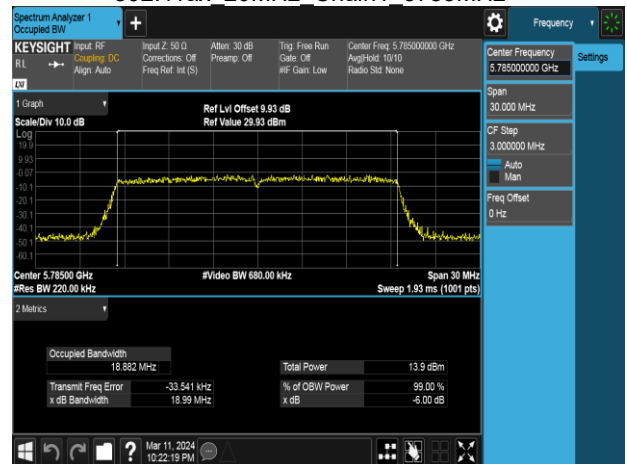 Spectrum Analyzer 1
Occupied BW
Frequency
KEYSIGHT
RL
LXI
Input: RF
Coupling: DC
Align: Auto
Input Z: 50 Ω
Corrections: Off
Freq Ref: Int (S)
Atten: 30 dB
Preamp: Off
Trig: Free Run
Gate: Off
#IF Gain: Low
Center Freq: 5.785000000 GHz
Avg|Hold: 10/10
Radio Std: None
Center Frequency
5.785000000 GHz
Settings
Span
30.000 MHz
CF Step
3.000000 MHz
Auto
Man
Freq Offset
0 Hz
1 Graph
Scale/Div 10.0 dB
Ref Lvl Offset 9.93 dB
Ref Value 29.93 dBm
Log
19.9
9.93
-0.07
-10.1
-20.1
-30.1
-40.1
-50.1
-60.1
Center 5.78500 GHz
#Video BW 680.00 kHz
Span 30 MHz
#Res BW 220.00 kHz
Sweep 1.93 ms (1001 pts)
2 Metrics
Occupied Bandwidth
18.882 MHz
Total Power 13.9 dBm
Transmit Freq Error -33.541 kHz
% of OBW Power 99.00 %
x dB Bandwidth 18.99 MHz
x dB -6.00 dB
?
Mar 11, 2024
10:22:19 PM